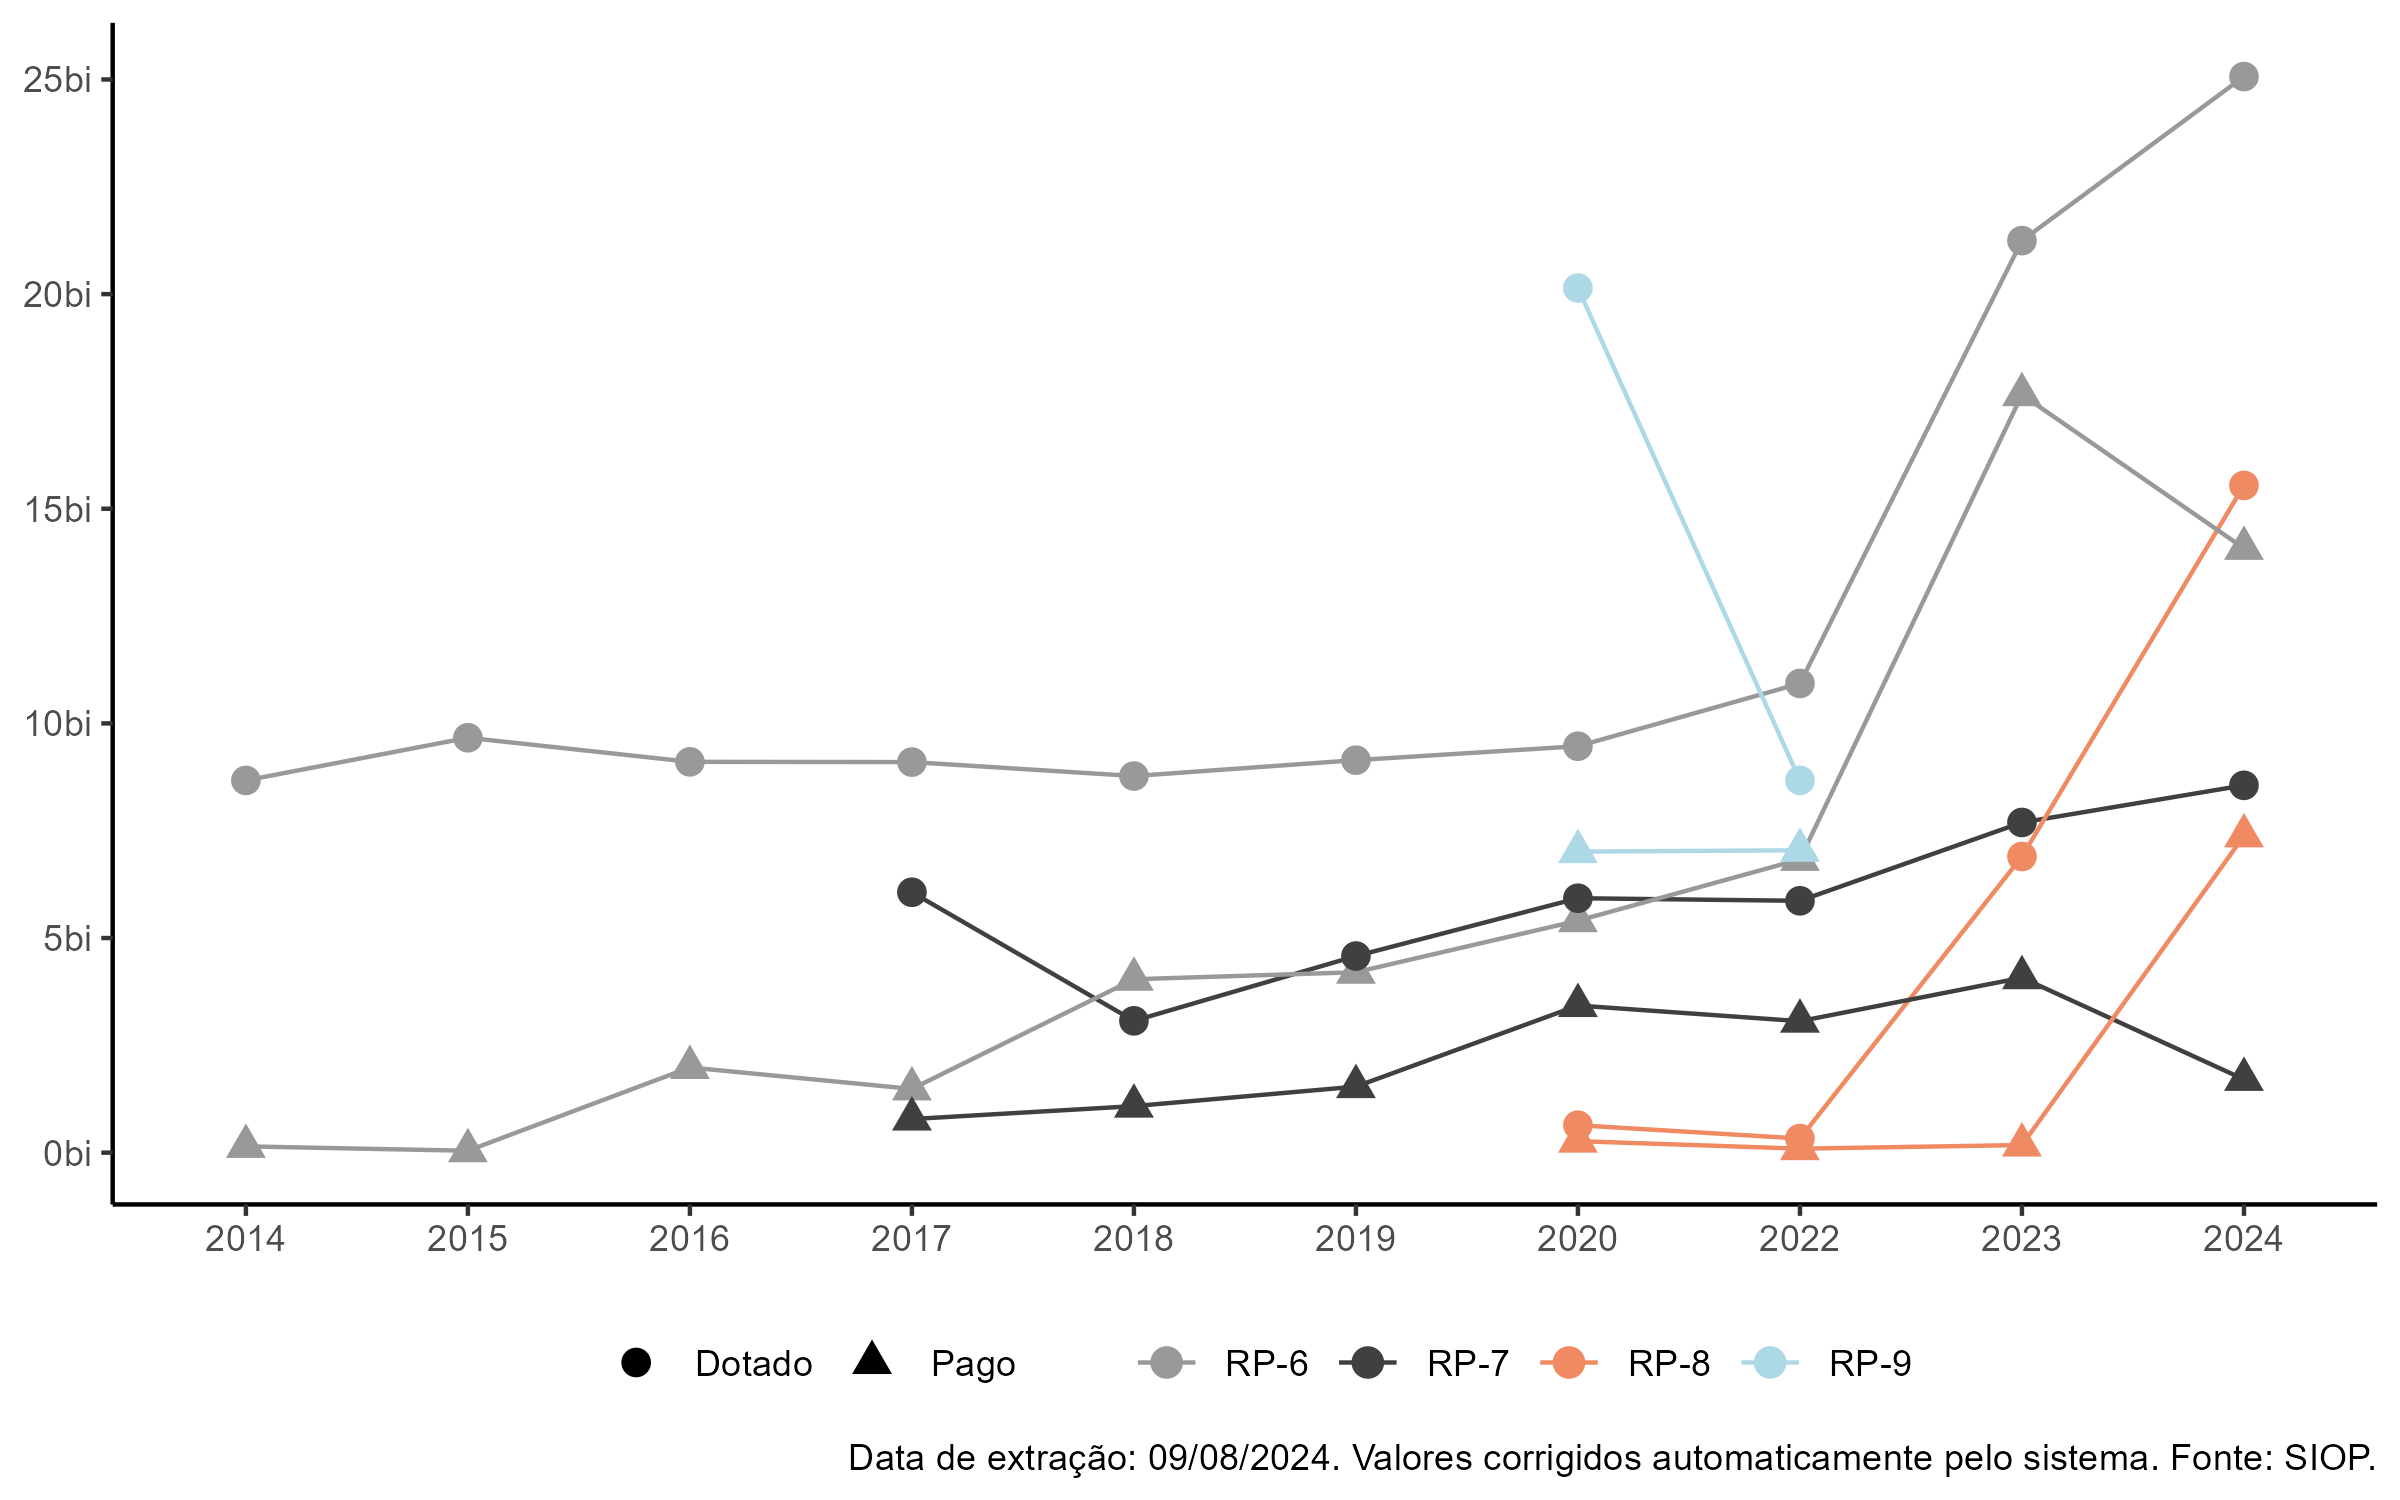 25bi
20bi
15bi
10bi
5bi
0bi
2014 2015 2016 2017 2018 2019 2020 2022 2023 2024
Dotado Pago RP-6 RP-7 RP-8 RP-9
Data de extração: 09/08/2024. Valores corrigidos automaticamente pelo sistema. Fonte: SIOP.